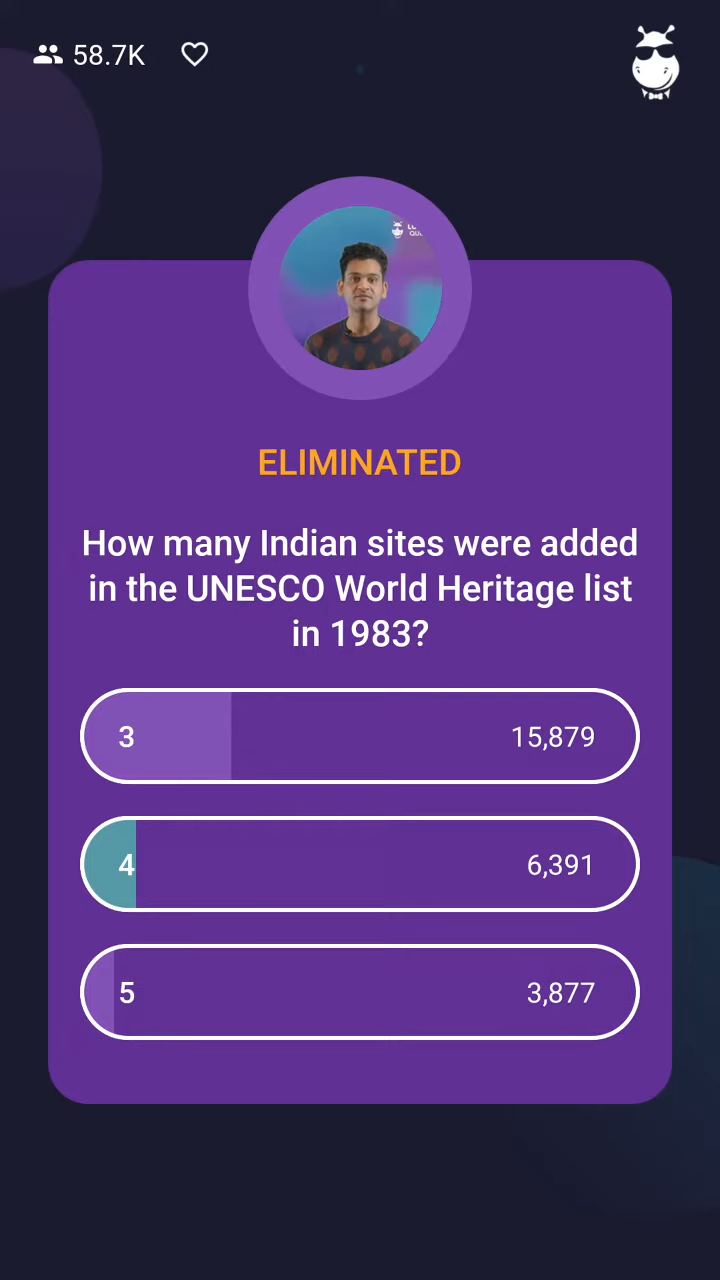 58.7K
ELIMINATED
How many Indian sites were added
in the UNESCO World Heritage list
in 1983?
3 15,879
4 6,391
5 3,877